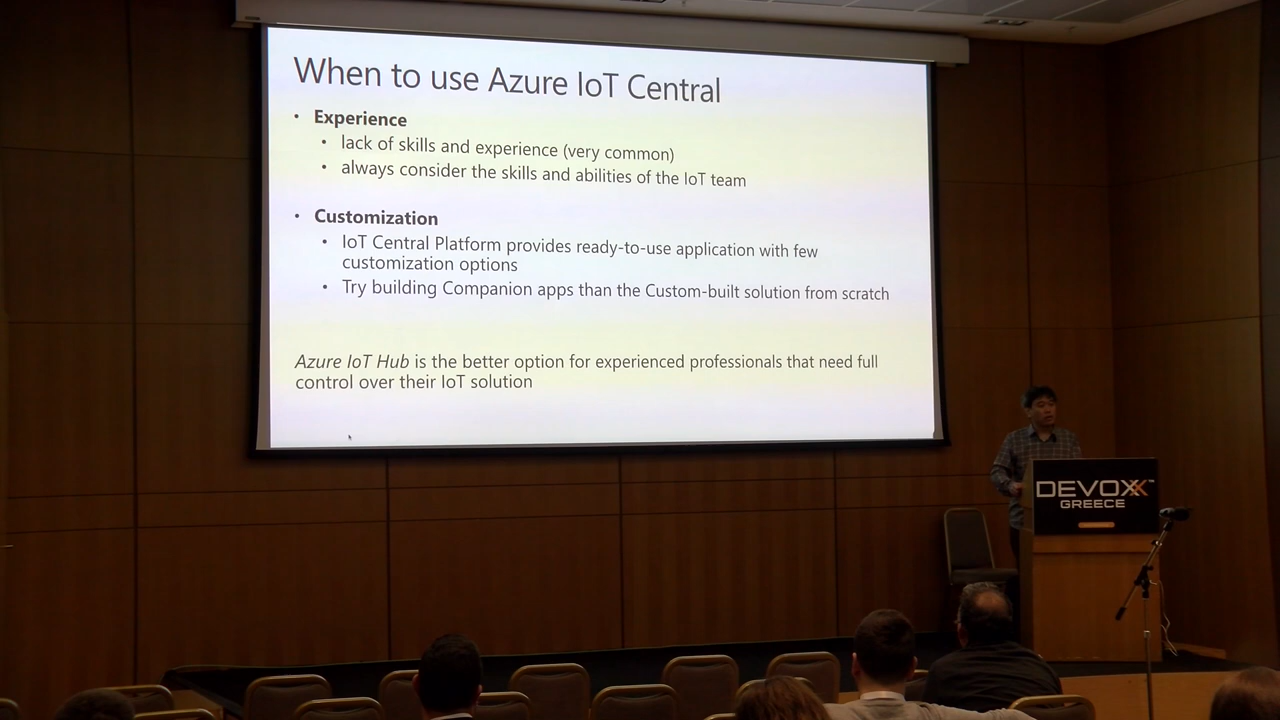 When to use Azure IoT Central
• Experience
• lack of skills and experience (very common)
• always consider the skills and abilities of the IoT team
• Customization
• IoT Central Platform provides ready-to-use application with few
customization options
• Try building Companion apps than the Custom-built solution from scratch
Azure IoT Hub is the better option for experienced professionals that need full
control over their IoT solution
DEVOXX™
GREECE